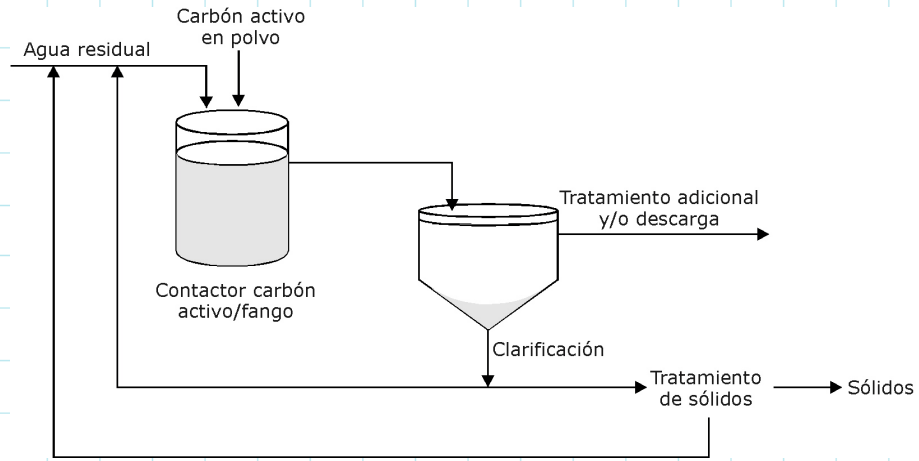 Carbón activo
en polvo
Agua residual
Tratamiento adicional
y/o descarga
Contactor carbón
activo/fango
Clarificación
Tratamiento
de sólidos
Sólidos